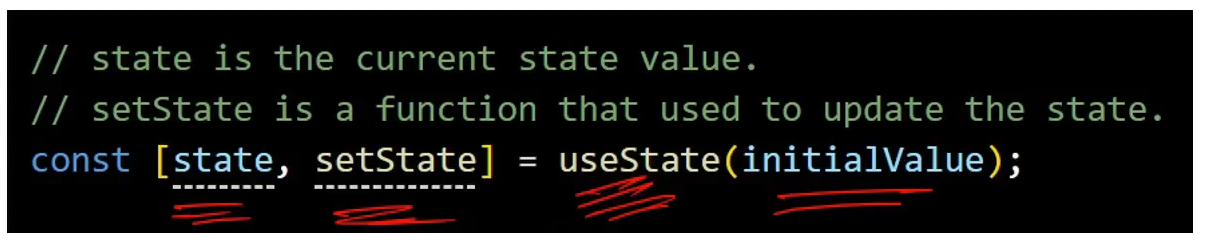 // state is the current state value.
// setState is a function that used to update the state.
const [state, setState] = useState(initialValue);